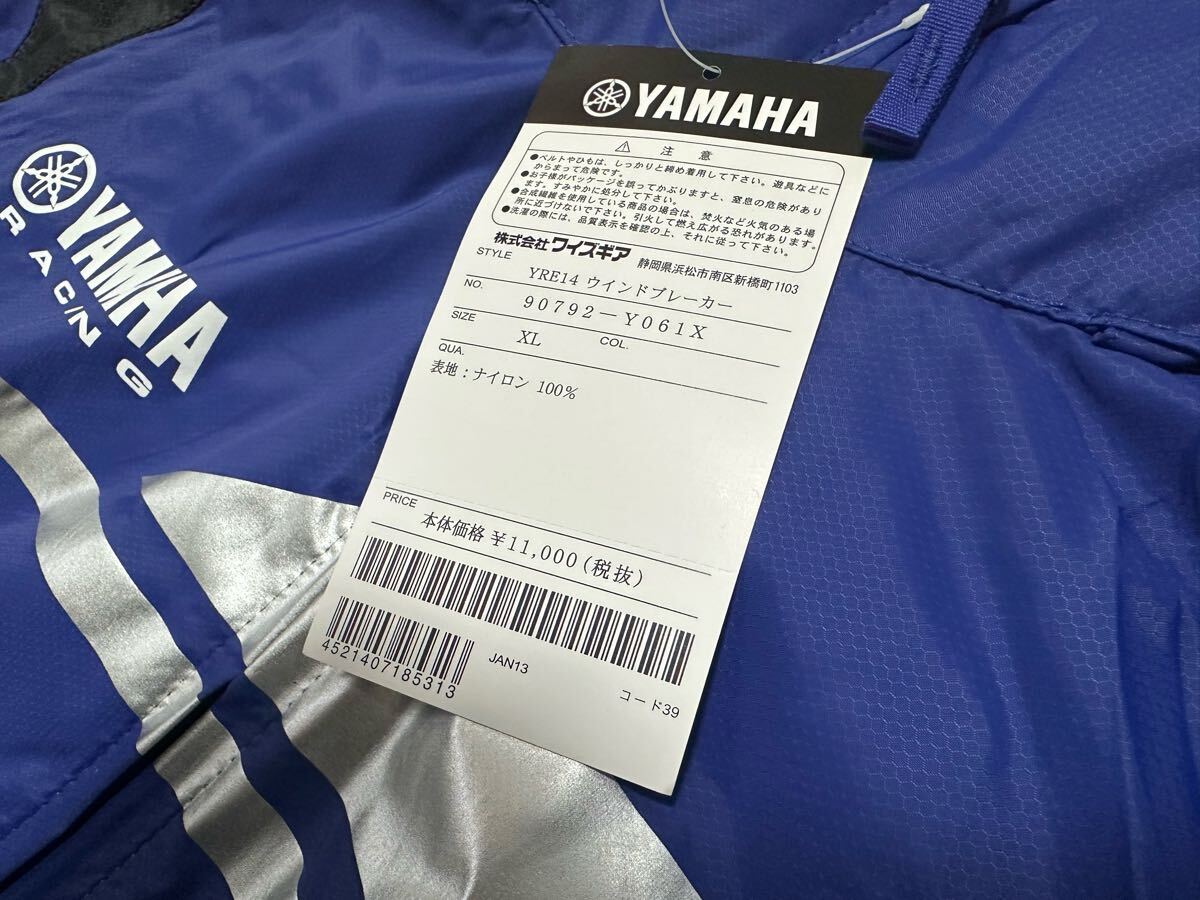 YAMAHA
RACING
YAMAHA
⚠ 注意
●ベルトやひもは、しっかりと締め着用して下さい。遊具などに
からまって危険です。
●お子様がパッケージを誤ってかぶりますと、窒息の危険があり
ます。すみやかに処分して下さい。
●合成繊維を使用している商品の場合は、焚火など火気のある場
所に近づけないで下さい。引火して燃え広がる恐れがあります。
●洗濯の際には、品質表示を確認の上、それに従って下さい。
株式会社ワイズギア 静岡県浜松市南区新橋町1103
STYLE YRE14 ウインドブレーカー
NO. 90792-Y061X
SIZE XL COL.
QUA.
表地：ナイロン 100%
PRICE
本体価格 ¥11,000(税抜)
4521407185313
JAN13
コード39